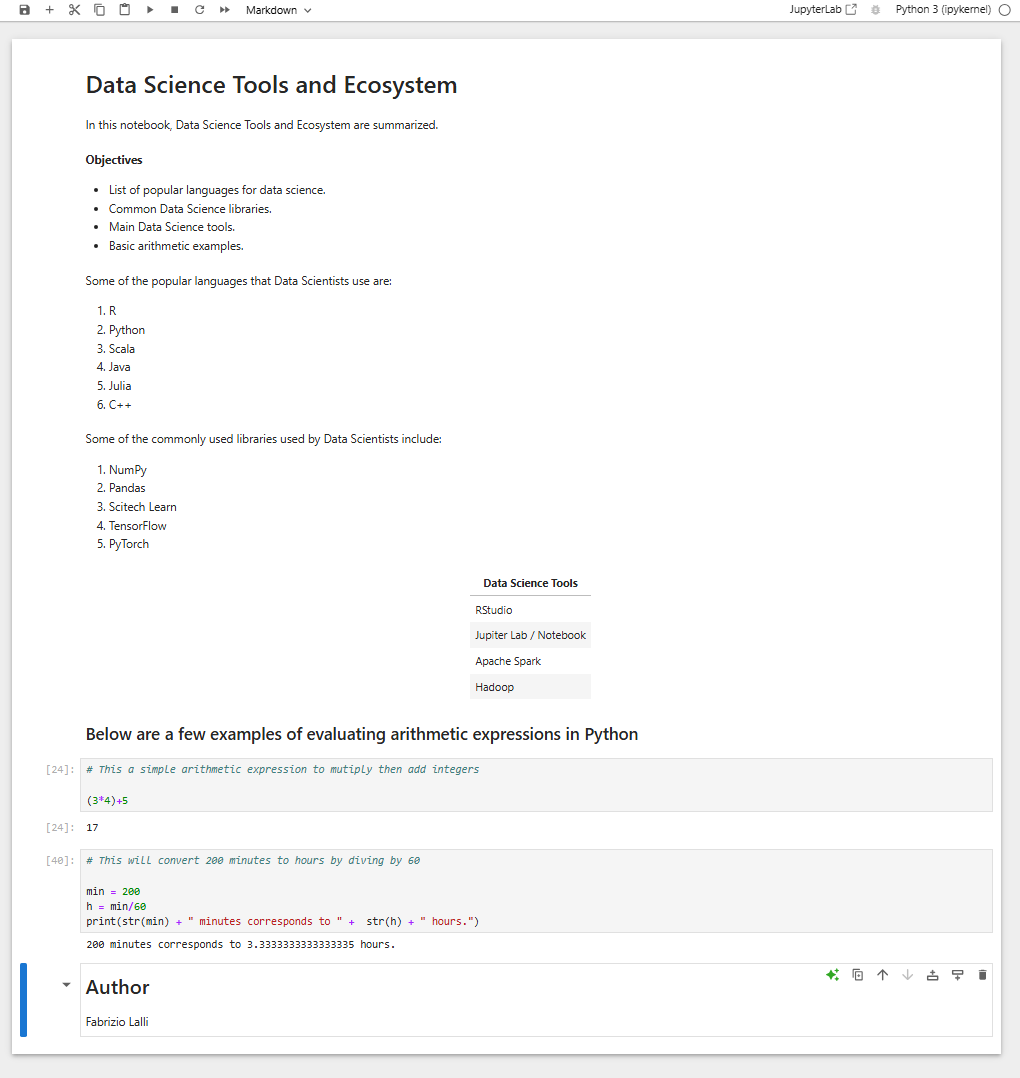 Markdown
JupyterLab
Python 3 (ipykernel)
Data Science Tools and Ecosystem
In this notebook, Data Science Tools and Ecosystem are summarized.
Objectives
• List of popular languages for data science.
• Common Data Science libraries.
• Main Data Science tools.
• Basic arithmetic examples.
Some of the popular languages that Data Scientists use are:
1. R
2. Python
3. Scala
4. Java
5. Julia
6. C++
Some of the commonly used libraries used by Data Scientists include:
1. NumPy
2. Pandas
3. Scitech Learn
4. TensorFlow
5. PyTorch
Data Science Tools
RStudio
Jupiter Lab / Notebook
Apache Spark
Hadoop
Below are a few examples of evaluating arithmetic expressions in Python
[24]: # This a simple arithmetic expression to mutiply then add integers
(3*4)+5
[24]: 17
[40]: # This will convert 200 minutes to hours by diving by 60
min = 200
h = min/60
print(str(min) + " minutes corresponds to " +  str(h) + " hours.")
200 minutes corresponds to 3.3333333333333335 hours.
Author
Fabrizio Lalli